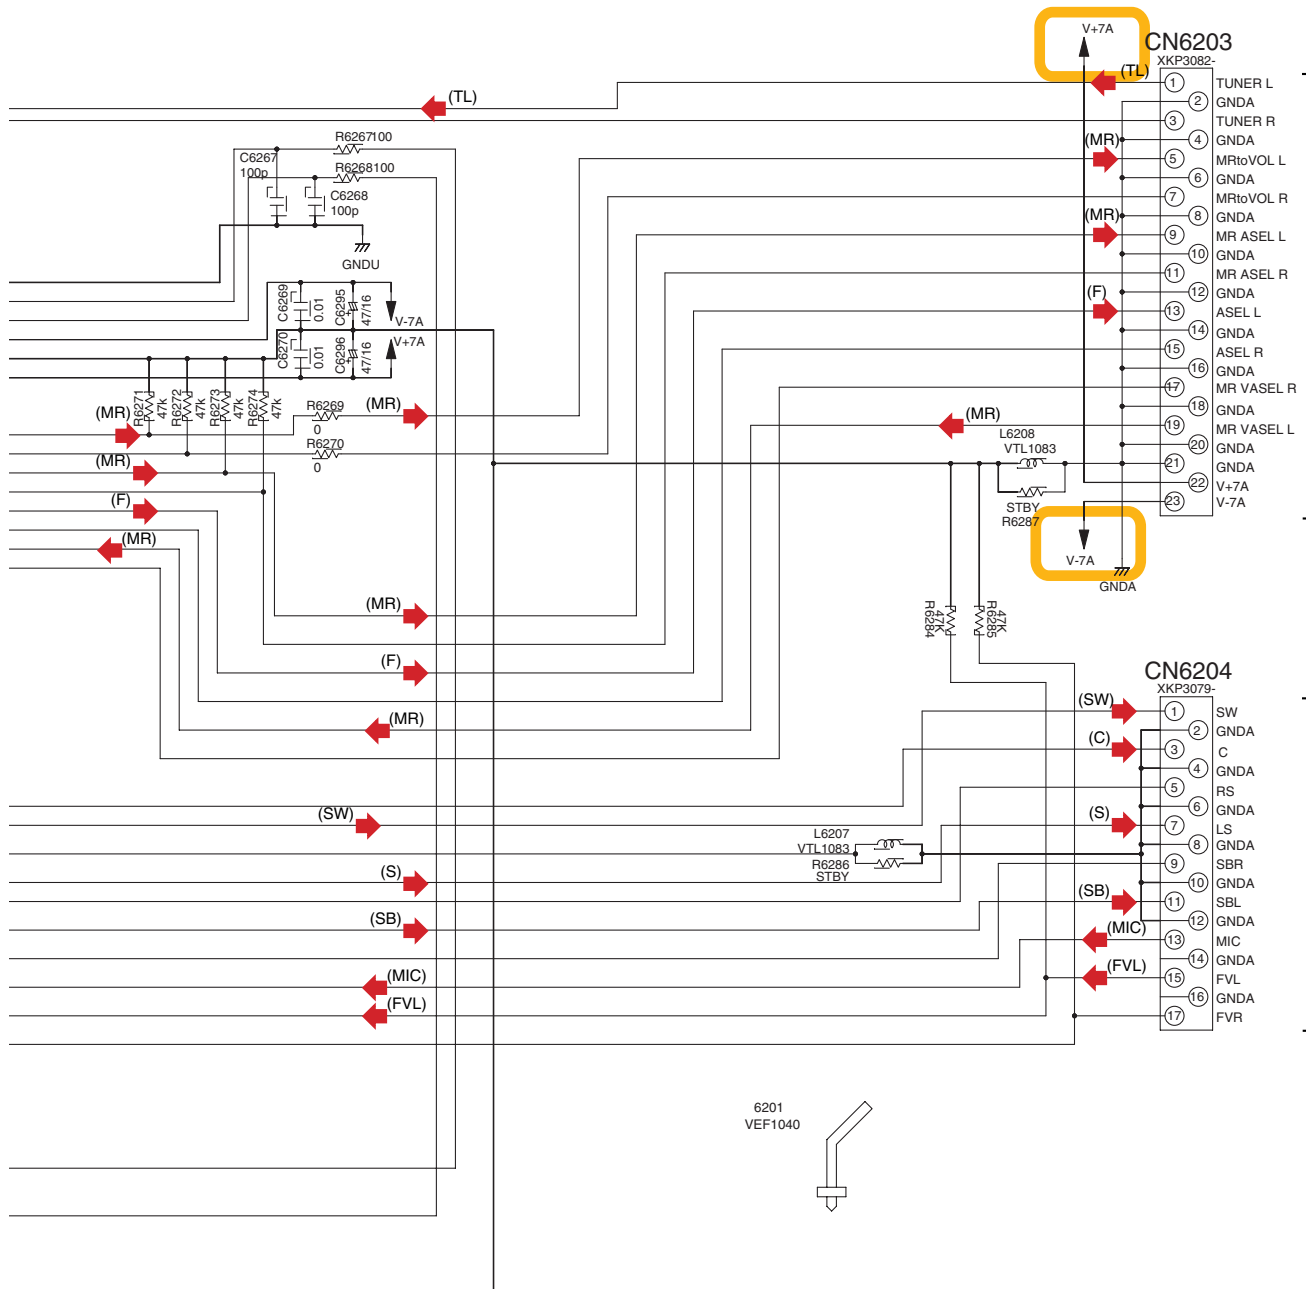 V+7A
CN6203
XKP3082-
(TL)
1 TUNER L
2 GNDA
3 TUNER R
4 GNDA
(MR)
5 MRtoVOL L
6 GNDA
7 MRtoVOL R
8 GNDA
(MR)
9 MR ASEL L
10 GNDA
11 MR ASEL R
12 GNDA
(F)
13 ASEL L
14 GNDA
15 ASEL R
16 GNDA
17 MR VASEL R
18 GNDA
(MR)
19 MR VASEL L
20 GNDA
21 GNDA
22 V+7A
23 V-7A
L6208
VTL1083
STBY
R6287
V-7A
GNDA
(TL)
R6267 100
C6267
100p
R6268 100
C6268
100p
GNDU
C6269
0.01
C6295
47/16
V-7A
V+7A
C6270
0.01
C6296
47/16
R6271
47k
R6272
47k
R6273
47k
R6274
47k
(MR)
R6269
0
(MR)
R6270
0
(MR)
(F)
(MR)
(MR)
(F)
(MR)
R6284
47K
R6285
47K
CN6204
XKP3079-
(SW)
1 SW
2 GNDA
(C)
3 C
4 GNDA
5 RS
6 GNDA
(S)
7 LS
8 GNDA
9 SBR
10 GNDA
(SB)
11 SBL
12 GNDA
(MIC)
13 MIC
14 GNDA
(FVL)
15 FVL
16 GNDA
17 FVR
(SW)
L6207
VTL1083
R6286
STBY
(S)
(SB)
(MIC)
(FVL)
6201
VEF1040